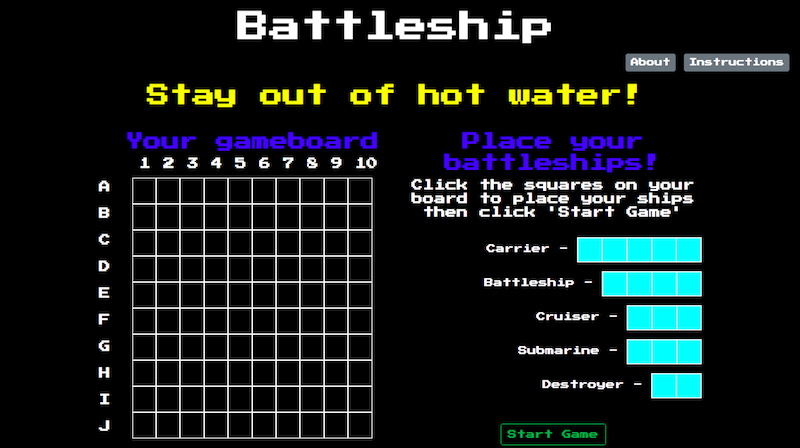 Battleship
About Instructions
Stay out of hot water!
Your gameboard
1 2 3 4 5 6 7 8 9 10
A
B
C
D
E
F
G
H
I
J
Place your
battleships!
Click the squares on your
board to place your ships
then click 'Start Game'
Carrier -
Battleship -
Cruiser -
Submarine -
Destroyer -
Start Game